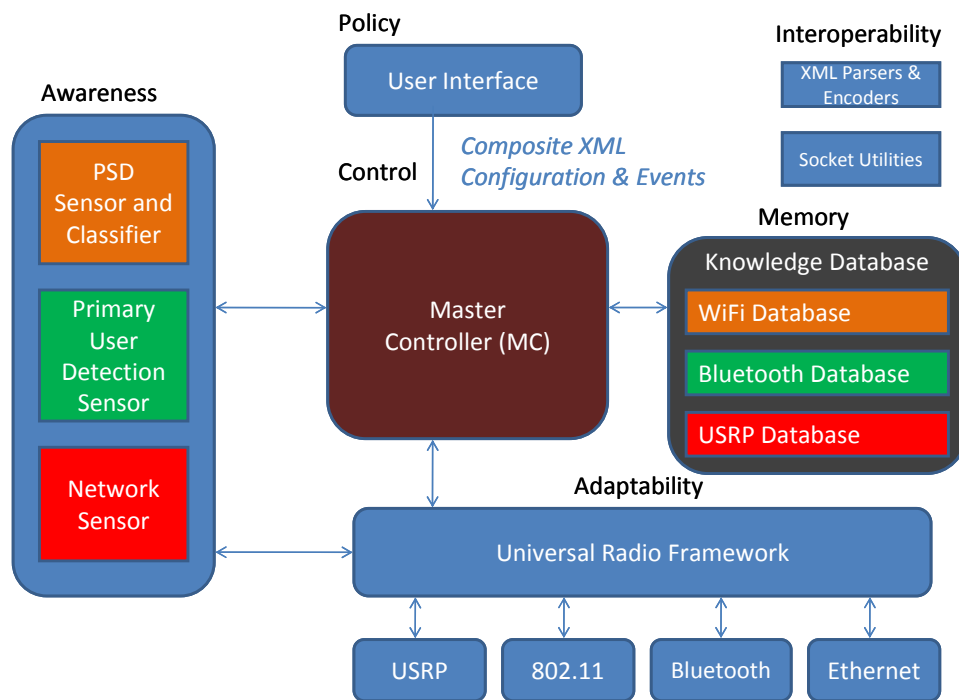 Policy
User Interface
Interoperability
XML Parsers &
Encoders
Socket Utilities
Awareness
PSD
Sensor and
Classifier
Primary
User
Detection
Sensor
Network
Sensor
Control
Composite XML
Configuration & Events
Master
Controller (MC)
Memory
Knowledge Database
WiFi Database
Bluetooth Database
USRP Database
Adaptability
Universal Radio Framework
USRP
802.11
Bluetooth
Ethernet